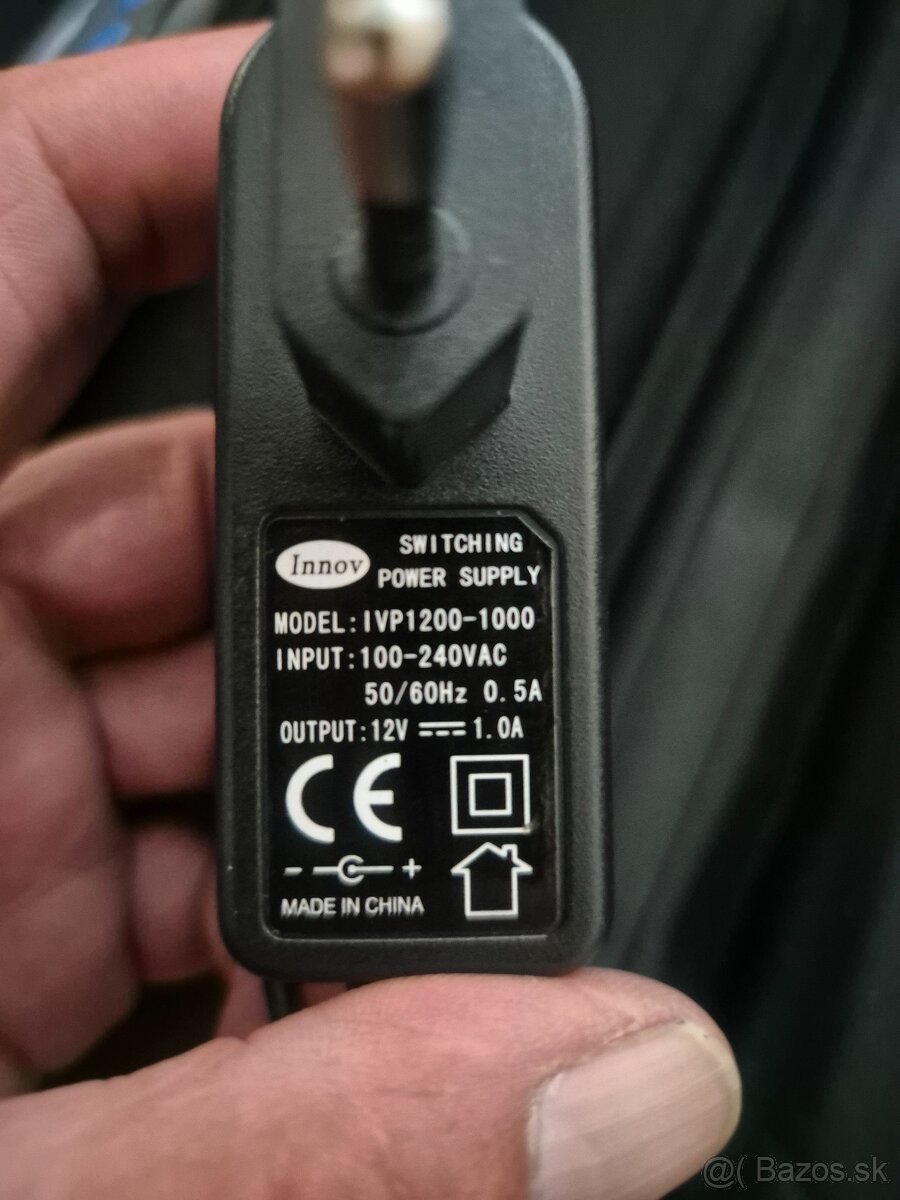 Innov
SWITCHING
POWER SUPPLY
MODEL:IVP1200-1000
INPUT:100-240VAC
50/60Hz 0.5A
OUTPUT:12V ⎓ 1.0A
CE
- +
MADE IN CHINA
@( Bazos.sk